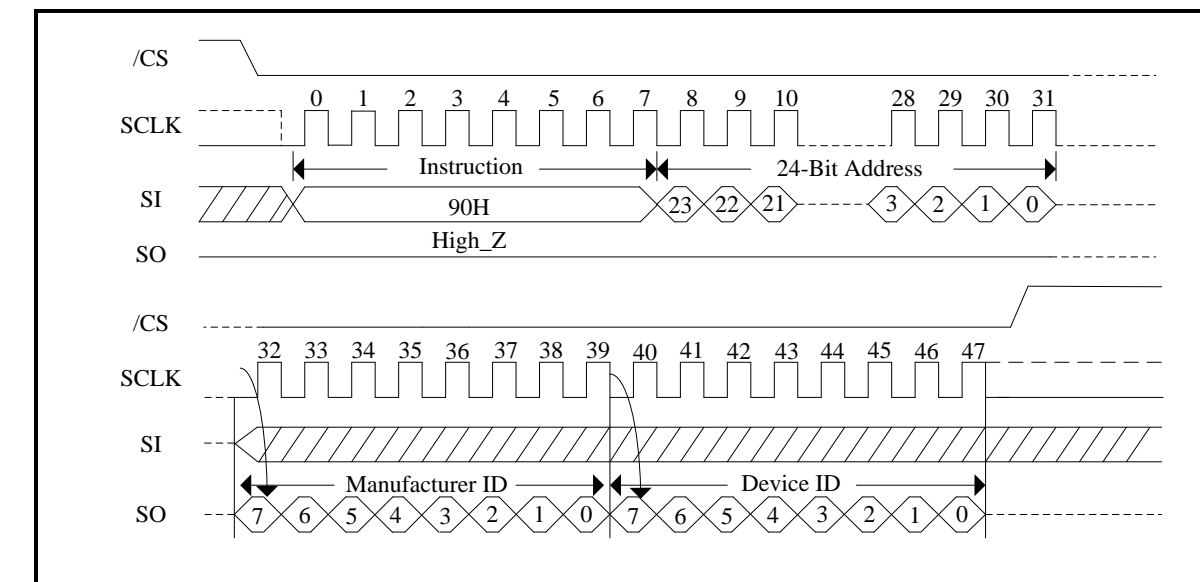 /CS
0 1 2 3 4 5 6 7 8 9 10 28 29 30 31
SCLK
Instruction 24-Bit Address
SI 90H 23 22 21 3 2 1 0
High_Z
SO
/CS
32 33 34 35 36 37 38 39 40 41 42 43 44 45 46 47
SCLK
SI
Manufacturer ID Device ID
SO 7 6 5 4 3 2 1 0 7 6 5 4 3 2 1 0